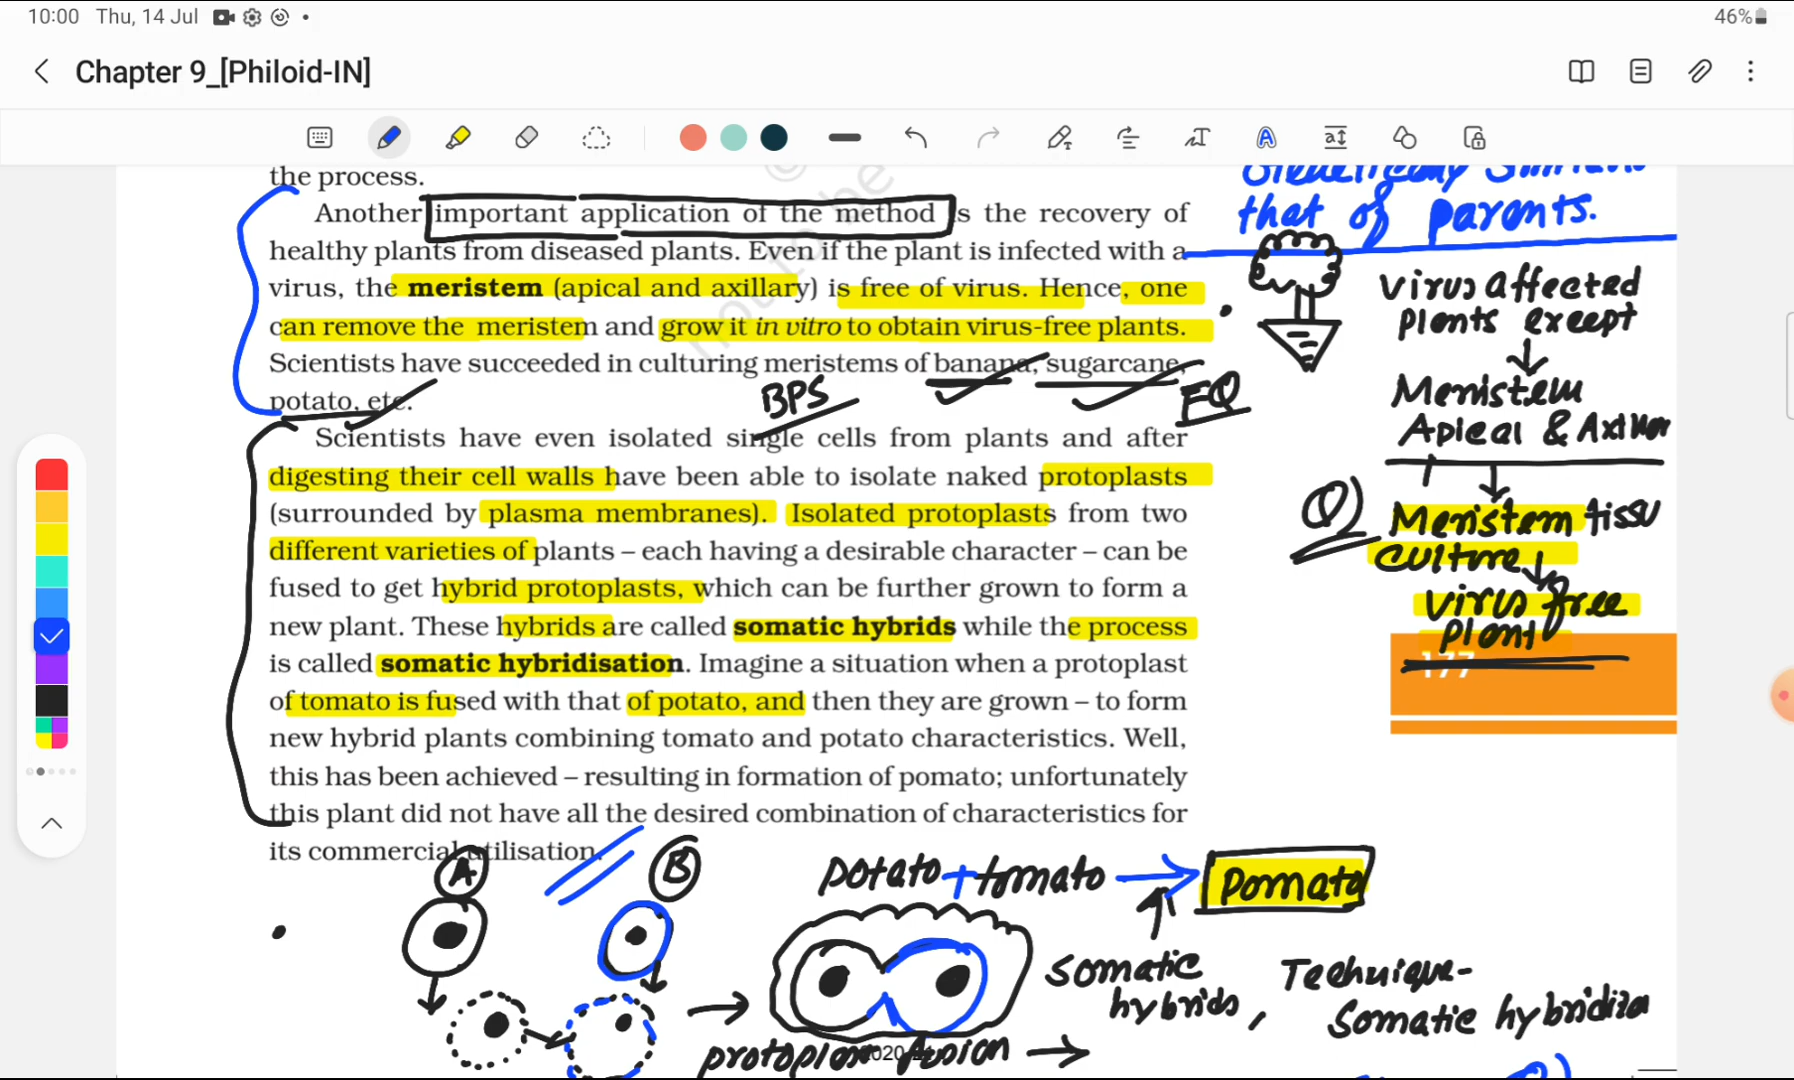 10:00 Thu, 14 Jul
46%
Chapter 9_[Philoid-IN]
the process.
Another important application of the method is the recovery of
healthy plants from diseased plants. Even if the plant is infected with a
virus, the meristem (apical and axillary) is free of virus. Hence, one
can remove the meristem and grow it in vitro to obtain virus-free plants.
Scientists have succeeded in culturing meristems of banana, sugarcane,
potato, etc.
BPS
EQ
Scientists have even isolated single cells from plants and after
digesting their cell walls have been able to isolate naked protoplasts
(surrounded by plasma membranes). Isolated protoplasts from two
different varieties of plants – each having a desirable character – can be
fused to get hybrid protoplasts, which can be further grown to form a
new plant. These hybrids are called somatic hybrids while the process
is called somatic hybridisation. Imagine a situation when a protoplast
of tomato is fused with that of potato, and then they are grown – to form
new hybrid plants combining tomato and potato characteristics. Well,
this has been achieved – resulting in formation of pomato; unfortunately
this plant did not have all the desired combination of characteristics for
its commercial utilisation.
that of parents.
Virus Affected
Plants except
Meristem
Apical &
Q)
Meristem tissu
culture
virus free
plant
177
A
B
potato + tomato → Pomato
Somatic
hybrids,
Technique-
Somatic hybridiza
fusion →
not to be